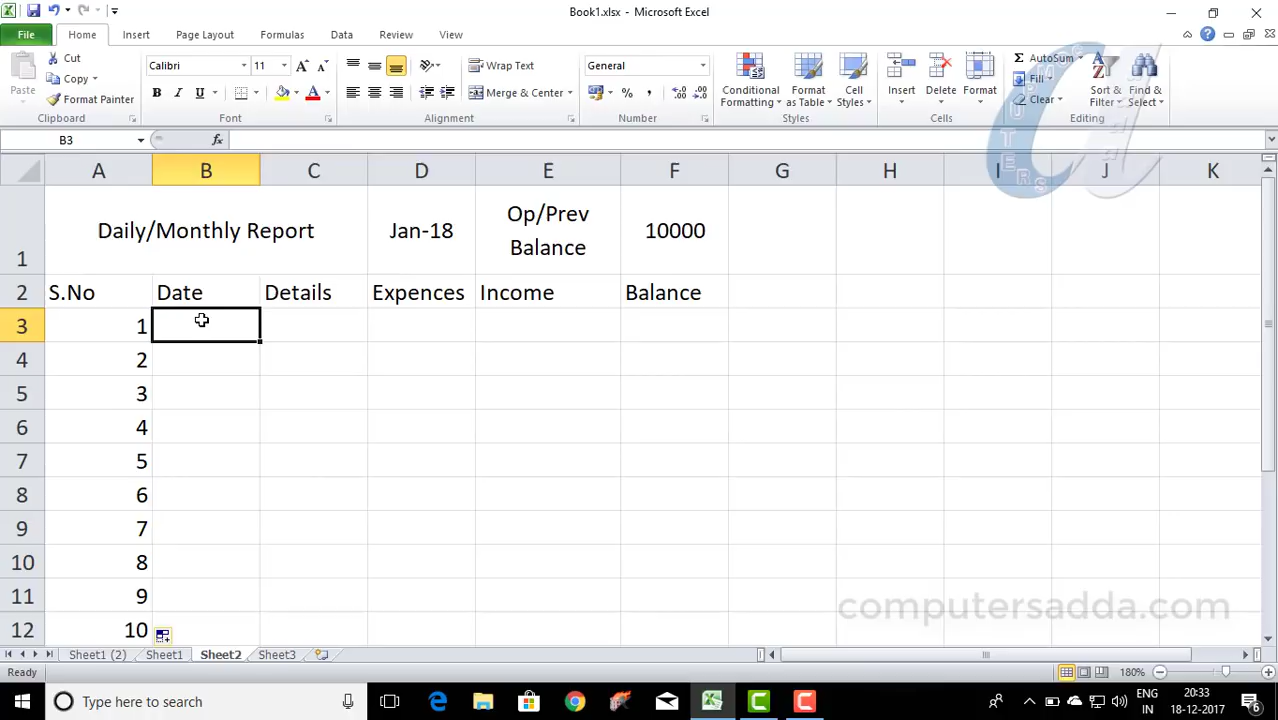 Book1.xlsx - Microsoft Excel
File Home Insert Page Layout Formulas Data Review View
Paste
Cut
Copy
Format Painter
Clipboard
Calibri 11 A A
B I U A
Font
Wrap Text
Merge & Center
Alignment
General
% ,
Number
Conditional Formatting
Format as Table
Cell Styles
Styles
Insert Delete Format
Cells
Σ AutoSum
Fill
Clear
Sort & Filter
Find & Select
Editing
B3 fx
A B C D E F G H I J K
1 Daily/Monthly Report Jan-18 Op/Prev Balance 10000
2 S.No Date Details Expences Income Balance
3 1
4 2
5 3
6 4
7 5
8 6
9 7
10 8
11 9
12 10
computersadda.com
Sheet1 (2) Sheet1 Sheet2 Sheet3
Ready 180%
Type here to search
ENG
IN
20:33
18-12-2017
6